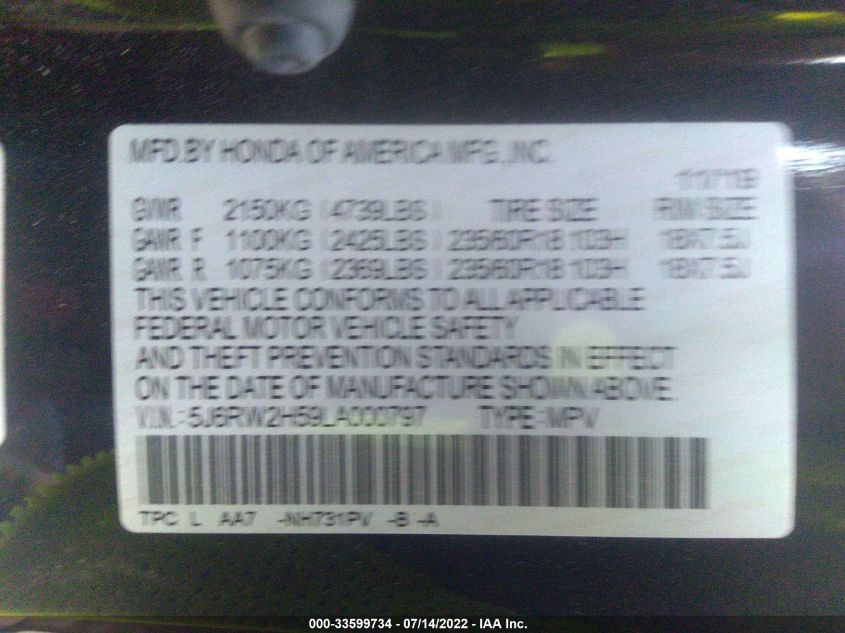 MFD.BY HONDA OF AMERICA MFG.,INC.
GVWR 2150KG (4739LBS) TIRE SIZE RIM SIZE
GAWR F 1100KG (2425LBS) 235/60R18 103H 18X7.5J
GAWR R 1075KG (2369LBS) 235/60R18 103H 18X7.5J
THIS VEHICLE CONFORMS TO ALL APPLICABLE
FEDERAL MOTOR VEHICLE SAFETY
AND THEFT PREVENTION STANDARDS IN EFFECT
ON THE DATE OF MANUFACTURE SHOWN ABOVE.
V.I.N.: 5J6RW2H59LA000797 TYPE: MPV
TPC L AA7 -NH731PV -B -A
000-33599734 - 07/14/2022 - IAA Inc.